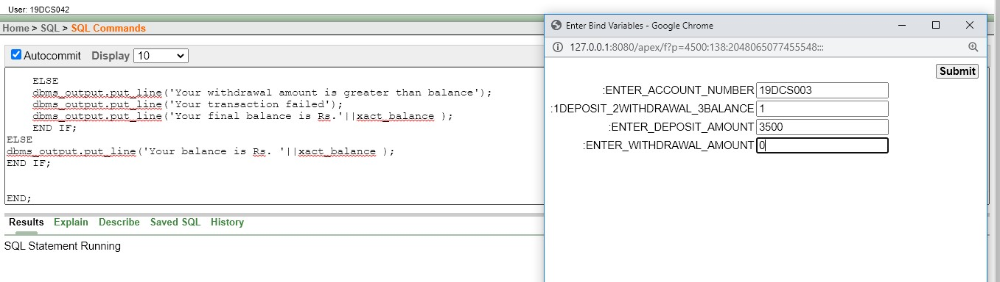 User: 19DCS042
Home > SQL > SQL Commands
Autocommit Display 10
ELSE
dbms_output.put_line('Your withdrawal amount is greater than balance');
dbms_output.put_line('Your transaction failed');
dbms_output.put_line('Your final balance is Rs.'||xact_balance );
END IF;
ELSE
dbms_output.put_line('Your balance is Rs. '||xact_balance );
END IF;
END;
Results Explain Describe Saved SQL History
SQL Statement Running
Enter Bind Variables - Google Chrome
127.0.0.1:8080/apex/f?p=4500:138:2048065077455548:::
Submit
:ENTER_ACCOUNT_NUMBER 19DCS003
:1DEPOSIT_2WITHDRAWAL_3BALANCE 1
:ENTER_DEPOSIT_AMOUNT 3500
:ENTER_WITHDRAWAL_AMOUNT 0